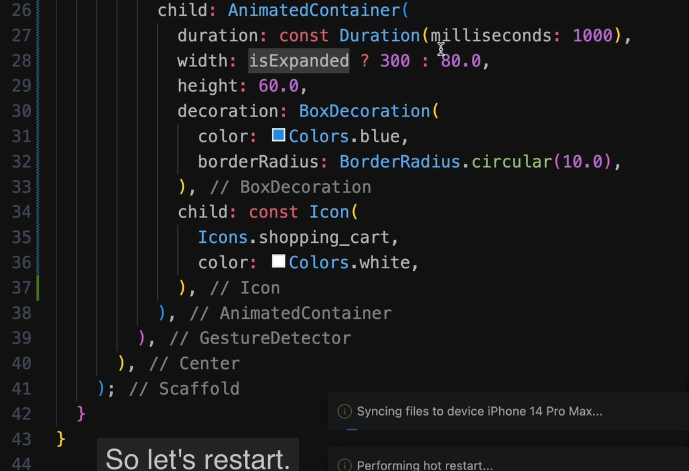 26 child: AnimatedContainer(
27 duration: const Duration(milliseconds: 1000),
28 width: isExpanded ? 300 : 80.0,
29 height: 60.0,
30 decoration: BoxDecoration(
31 color: Colors.blue,
32 borderRadius: BorderRadius.circular(10.0),
33 ), // BoxDecoration
34 child: const Icon(
35 Icons.shopping_cart,
36 color: Colors.white,
37 ), // Icon
38 ), // AnimatedContainer
39 ), // GestureDetector
40 ), // Center
41 ); // Scaffold
42 }
43 }
44
Syncing files to device iPhone 14 Pro Max...
Performing hot restart...
So let's restart.